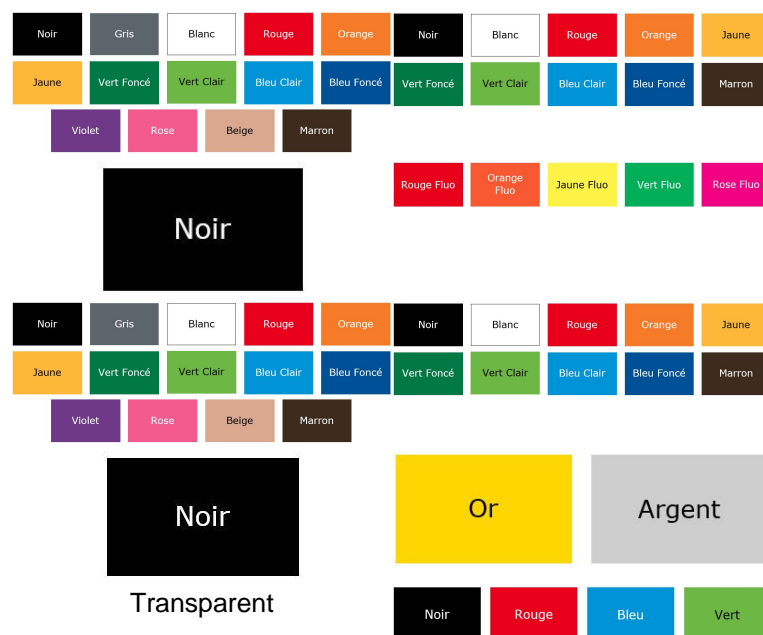 Noir Gris Blanc Rouge Orange Noir Blanc Rouge Orange Jaune
Jaune Vert Foncé Vert Clair Bleu Clair Bleu Foncé Vert Foncé Vert Clair Bleu Clair Bleu Foncé Marron
Violet Rose Beige Marron
Rouge Fluo Orange Fluo Jaune Fluo Vert Fluo Rose Fluo
Noir
Noir Gris Blanc Rouge Orange Noir Blanc Rouge Orange Jaune
Jaune Vert Foncé Vert Clair Bleu Clair Bleu Foncé Vert Foncé Vert Clair Bleu Clair Bleu Foncé Marron
Violet Rose Beige Marron
Noir Or Argent
Transparent
Noir Rouge Bleu Vert